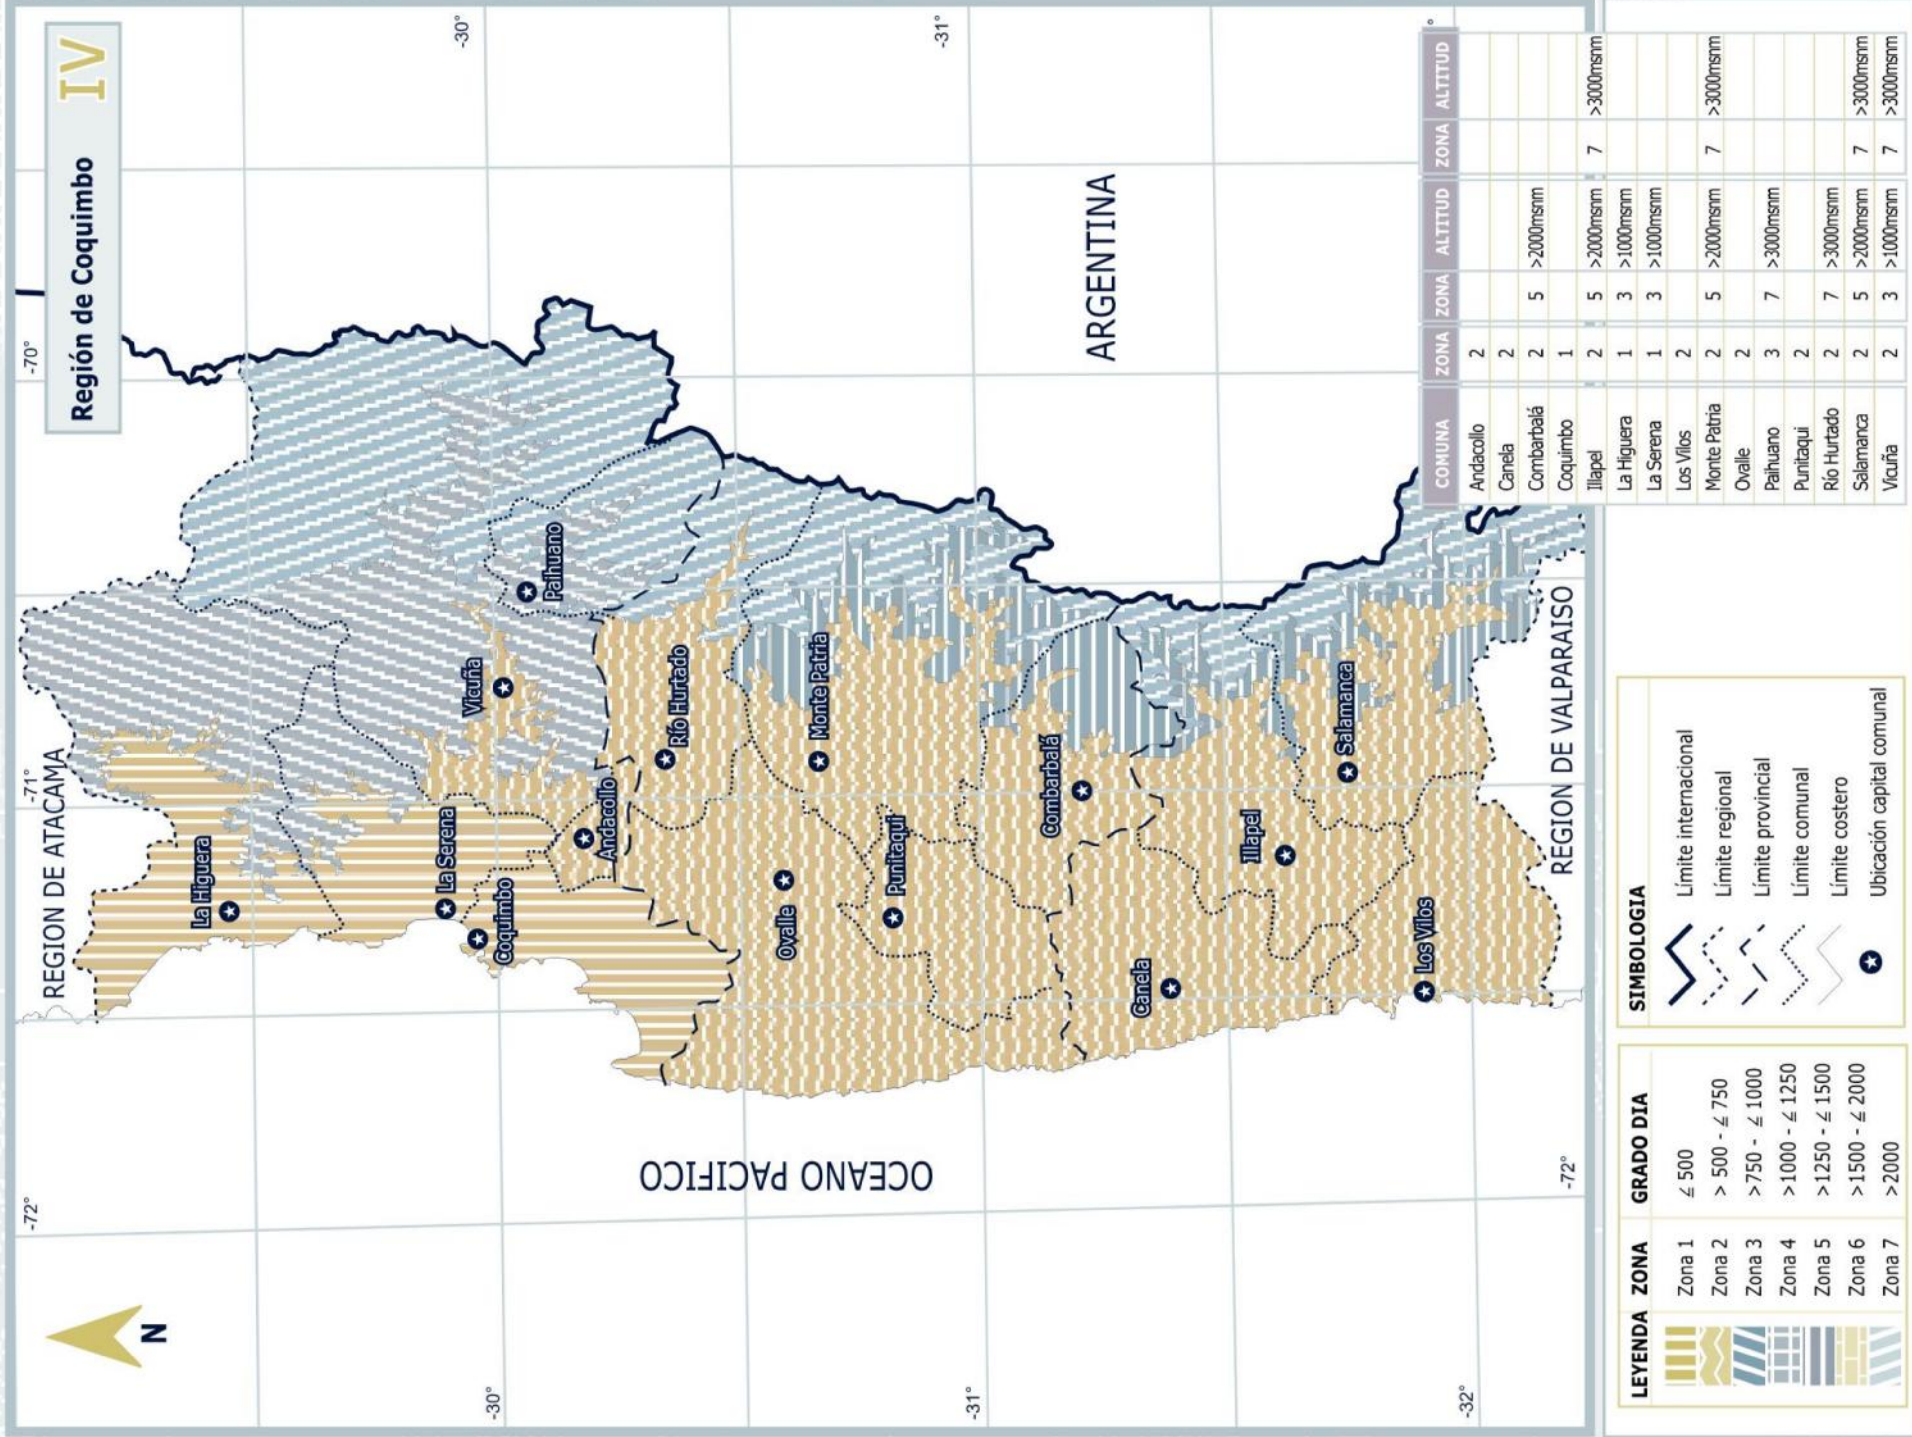 Región de Coquimbo
IV
-70°
-71°
-72°
-30°
-31°
°
-30°
-31°
-32°
-72°
N
REGION DE ATACAMA
ARGENTINA
OCEANO PACIFICO
REGION DE VALPARAISO
La Higuera
La Serena
Coquimbo
Vicuña
Paihuano
Andacollo
Río Hurtado
Ovalle
Monte Patria
Punitaqui
Combarbalá
Canela
Illapel
Salamanca
Los Vilos
COMUNA ZONA ZONA ALTITUD ZONA ALTITUD
Andacollo 2
Canela 2
Combarbalá 2 5 >2000msnm
Coquimbo 1
Illapel 2 5 >2000msnm 7 >3000msnm
La Higuera 1 3 >1000msnm
La Serena 1 3 >1000msnm
Los Vilos 2
Monte Patria 2 5 >2000msnm 7 >3000msnm
Ovalle 2
Paihuano 3 7 >3000msnm
Punitaqui 2
Río Hurtado 2 7 >3000msnm
Salamanca 2 5 >2000msnm 7 >3000msnm
Vicuña 2 3 >1000msnm 7 >3000msnm
LEYENDA ZONA GRADO DIA
Zona 1 ≤ 500
Zona 2 > 500 - ≤ 750
Zona 3 >750 - ≤ 1000
Zona 4 >1000 - ≤ 1250
Zona 5 >1250 - ≤ 1500
Zona 6 >1500 - ≤ 2000
Zona 7 >2000
SIMBOLOGIA
Límite internacional
Límite regional
Límite provincial
Límite comunal
Límite costero
Ubicación capital comunal